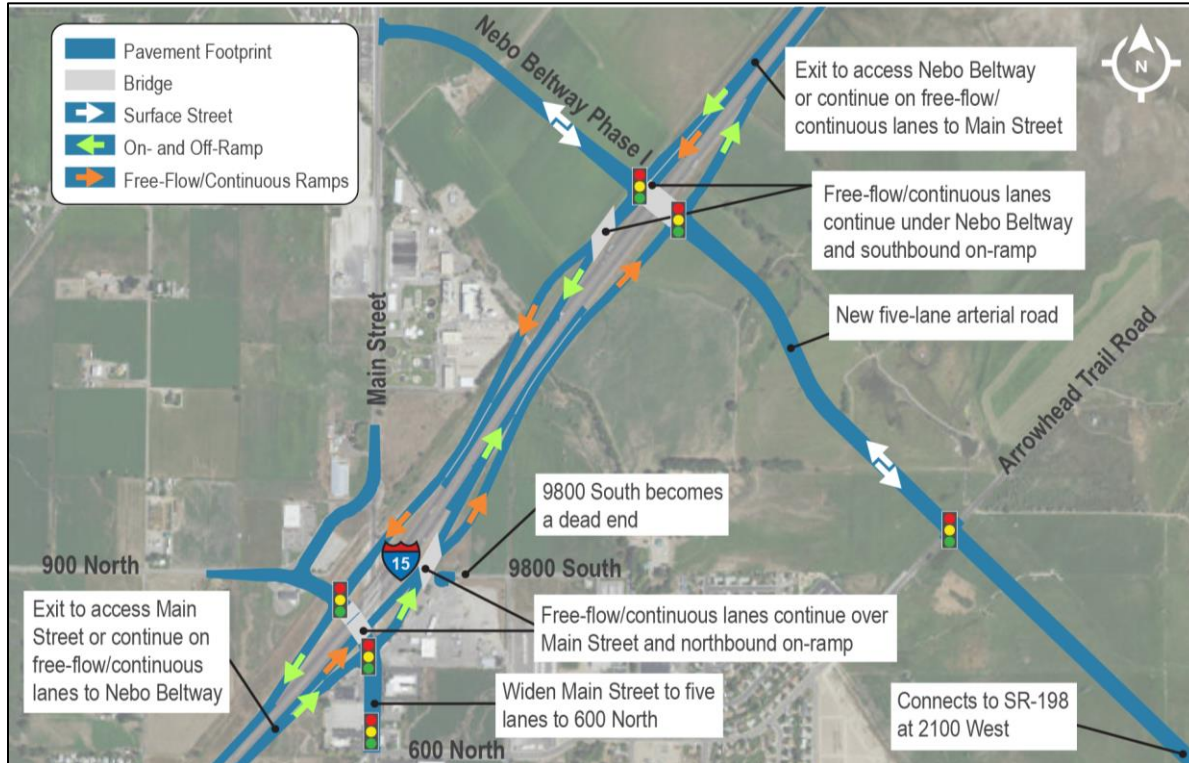 Pavement Footprint
Bridge
Surface Street
On- and Off-Ramp
Free-Flow/Continuous Ramps
Nebo Beltway Phase I
Exit to access Nebo Beltway
or continue on free-flow/
continuous lanes to Main Street
N
Free-flow/continuous lanes
continue under Nebo Beltway
and southbound on-ramp
New five-lane arterial road
Main Street
Arrowhead Trail Road
9800 South becomes
a dead end
900 North
15
9800 South
Exit to access Main
Street or continue on
free-flow/continuous
lanes to Nebo Beltway
Free-flow/continuous lanes continue over
Main Street and northbound on-ramp
Widen Main Street to five
lanes to 600 North
600 North
Connects to SR-198
at 2100 West